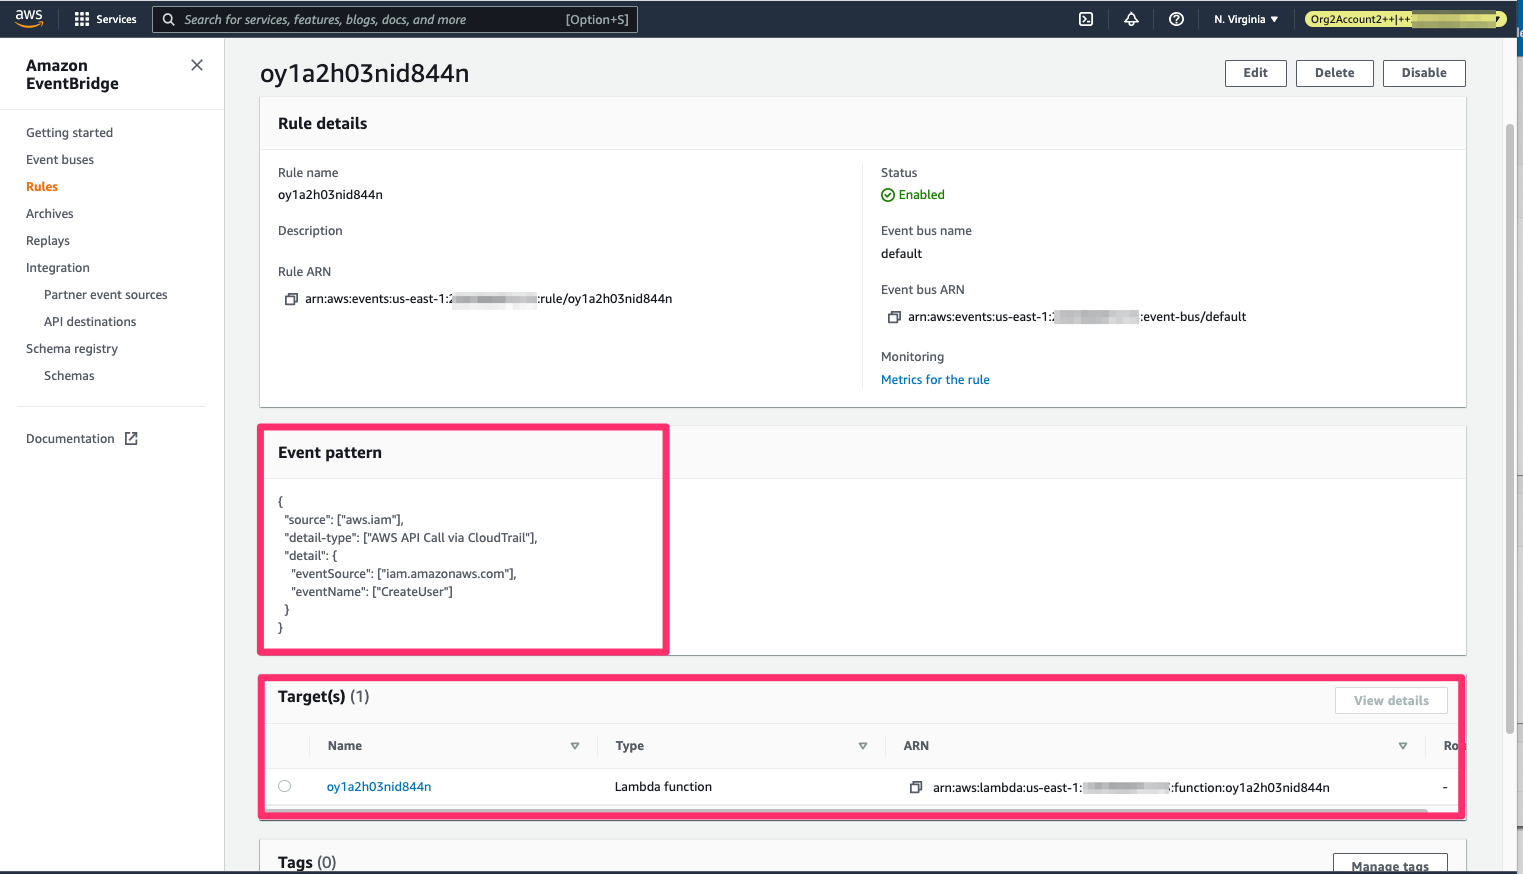 aws
Services
Search for services, features, blogs, docs, and more
[Option+S]
N. Virginia
Org2Account2++|++
Amazon
EventBridge
Getting started
Event buses
Rules
Archives
Replays
Integration
Partner event sources
API destinations
Schema registry
Schemas
Documentation
oy1a2h03nid844n
Edit
Delete
Disable
Rule details
Rule name
oy1a2h03nid844n
Description
Rule ARN
arn:aws:events:us-east-1:2 :rule/oy1a2h03nid844n
Status
Enabled
Event bus name
default
Event bus ARN
arn:aws:events:us-east-1: :event-bus/default
Monitoring
Metrics for the rule
Event pattern
{
"source": ["aws.iam"],
"detail-type": ["AWS API Call via CloudTrail"],
"detail": {
"eventSource": ["iam.amazonaws.com"],
"eventName": ["CreateUser"]
}
}
Target(s) (1)
View details
Name
Type
ARN
oy1a2h03nid844n
Lambda function
arn:aws:lambda:us-east-1: :function:oy1a2h03nid844n
-
Tags (0)
Manage tags